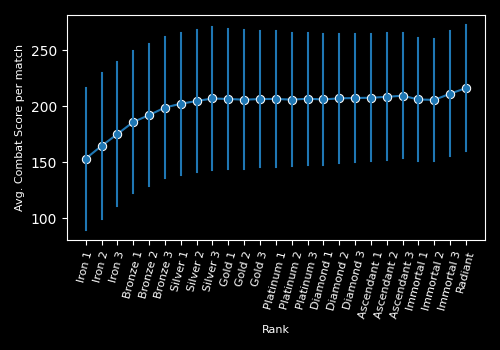 Avg. Combat Score per match
250
200
150
100
Iron 1
Iron 2
Iron 3
Bronze 1
Bronze 2
Bronze 3
Silver 1
Silver 2
Silver 3
Gold 1
Gold 2
Gold 3
Platinum 1
Platinum 2
Platinum 3
Diamond 1
Diamond 2
Diamond 3
Ascendant 1
Ascendant 2
Ascendant 3
Immortal 1
Immortal 2
Immortal 3
Radiant
Rank